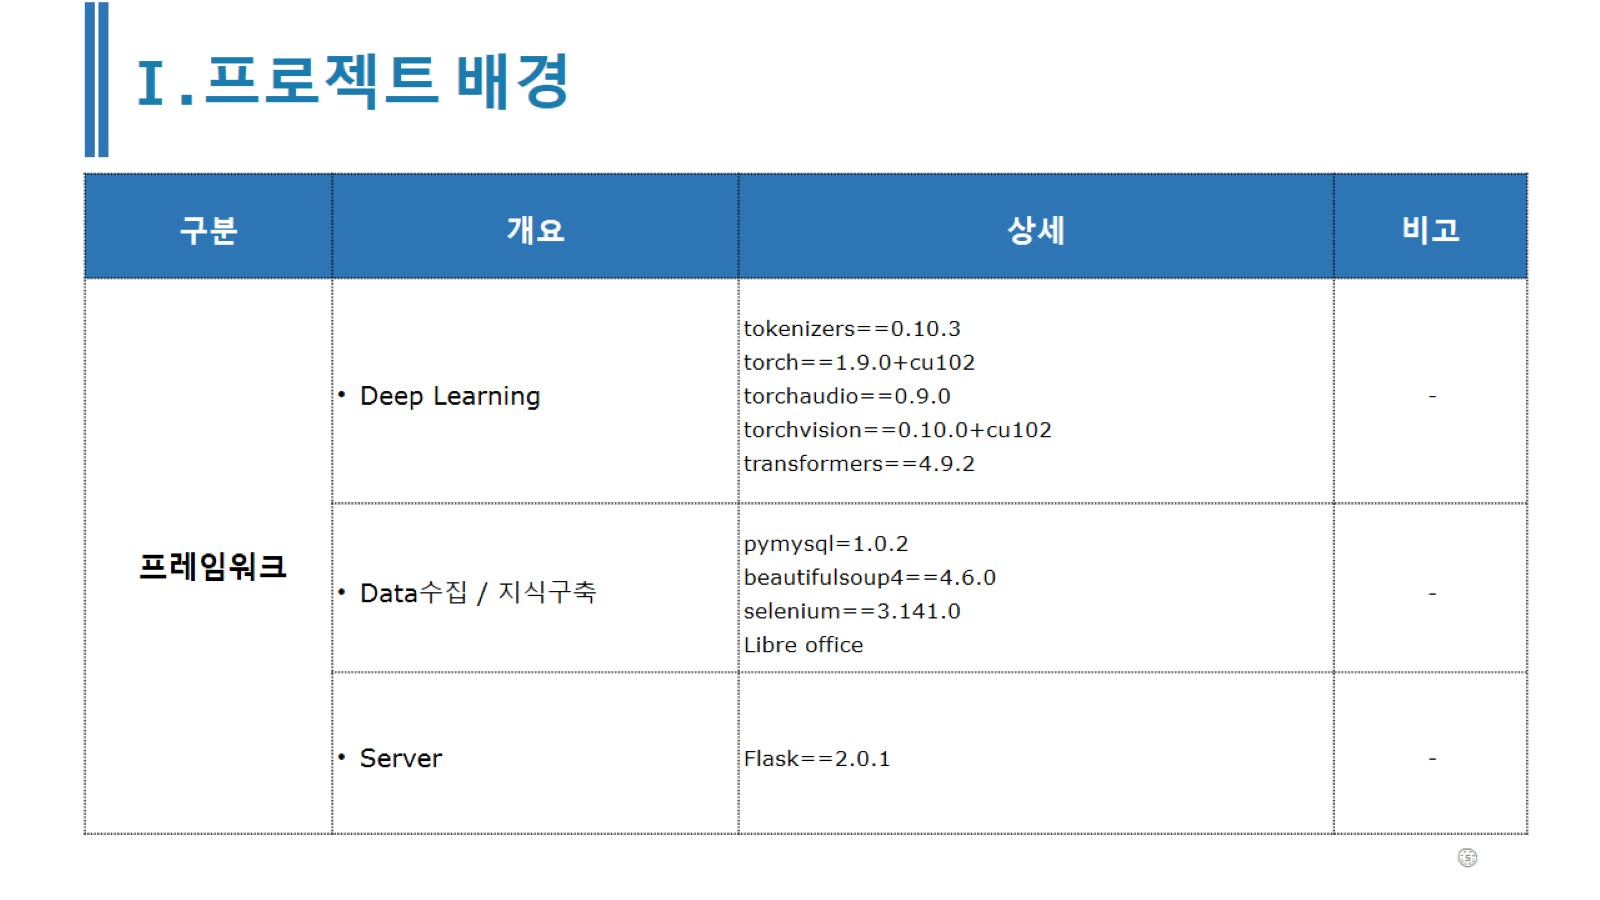 I.프로젝트 배경
구분 개요 상세 비고
프레임워크
• Deep Learning
tokenizers==0.10.3
torch==1.9.0+cu102
torchaudio==0.9.0
torchvision==0.10.0+cu102
transformers==4.9.2
-
• Data수집 / 지식구축
pymysql=1.0.2
beautifulsoup4==4.6.0
selenium==3.141.0
Libre office
-
• Server
Flask==2.0.1
-